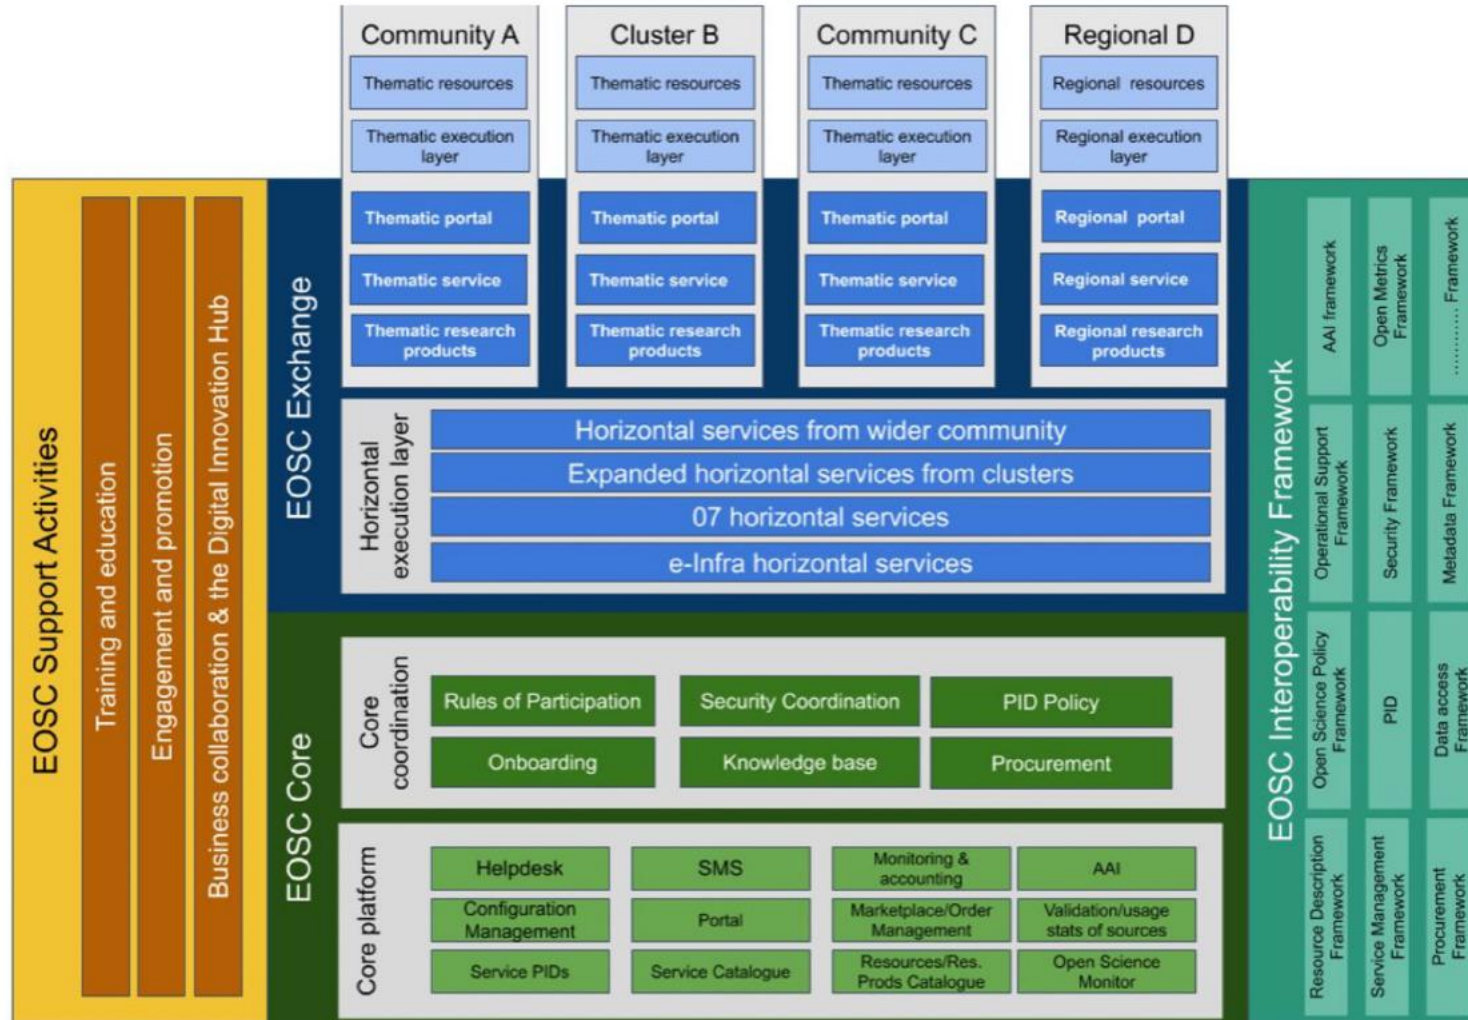 Community A
Thematic resources
Thematic execution
layer
Thematic portal
Thematic service
Thematic research
products
Cluster B
Thematic resources
Thematic execution
layer
Thematic portal
Thematic service
Thematic research
products
Community C
Thematic resources
Thematic execution
layer
Thematic portal
Thematic service
Thematic research
products
Regional D
Regional resources
Regional execution
layer
Regional portal
Regional service
Regional research
products
EOSC Support Activities
Training and education
Engagement and promotion
Business collaboration & the Digital Innovation Hub
EOSC Exchange
Horizontal
execution layer
Horizontal services from wider community
Expanded horizontal services from clusters
07 horizontal services
e-Infra horizontal services
EOSC Core
Core
coordination
Rules of Participation
Security Coordination
PID Policy
Onboarding
Knowledge base
Procurement
Core platform
Helpdesk
SMS
Monitoring &
accounting
AAI
Configuration
Management
Portal
Marketplace/Order
Management
Validation/usage
stats of sources
Service PIDs
Service Catalogue
Resources/Res.
Prods Catalogue
Open Science
Monitor
EOSC Interoperability Framework
AAI framework
Open Metrics
Framework
........... Framework
Operational Support
Framework
Security Framework
Metadata Framework
Open Science Policy
Framework
PID
Data access
Framework
Resource Description
Framework
Service Management
Framework
Procurement
Framework